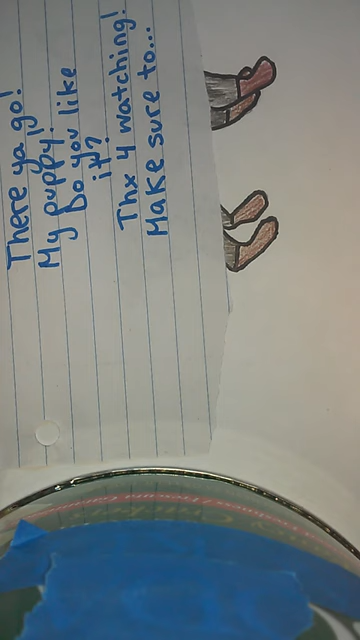 There ya go!
My puppy!
Do you like
it?
Thx 4 watching!
Make sure to...